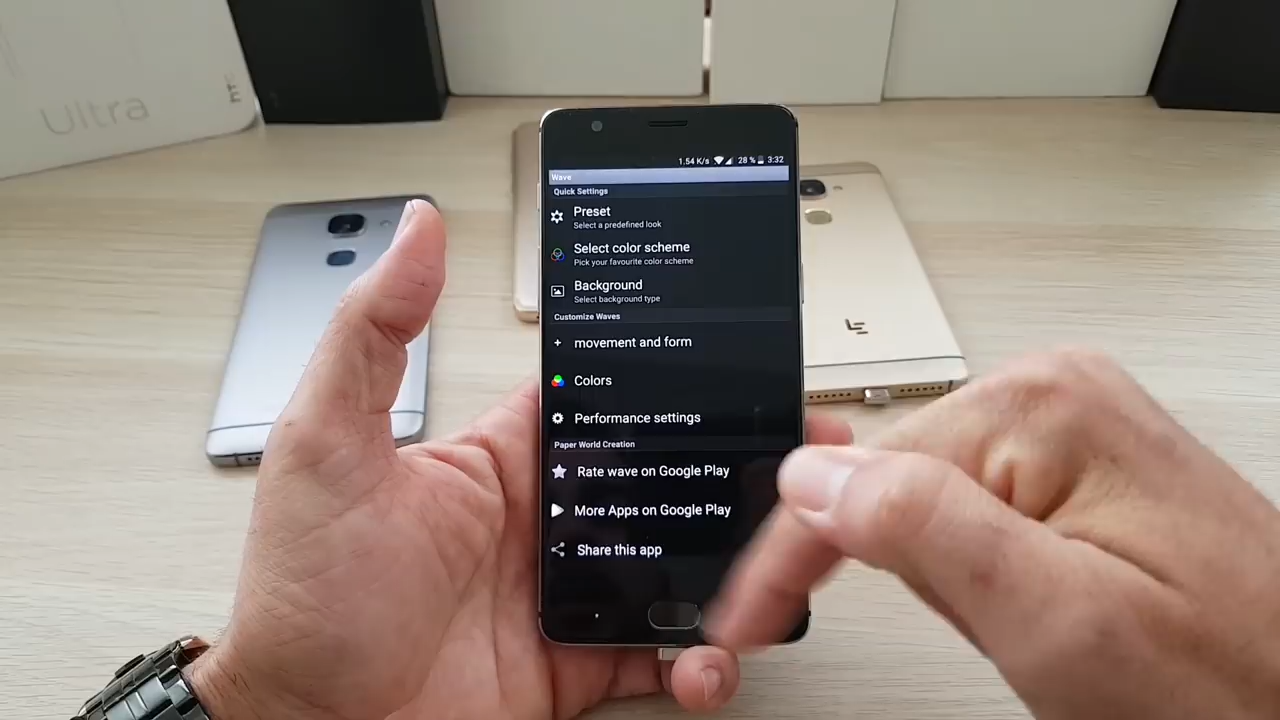 Ultra
hTC
1.54 K/s 28 % 3:32
Wave
Quick Settings
Preset
Select a predefined look
Select color scheme
Pick your favourite color scheme
Background
Select background type
Customize Waves
movement and form
Colors
Performance settings
Paper World Creation
Rate wave on Google Play
More Apps on Google Play
Share this app